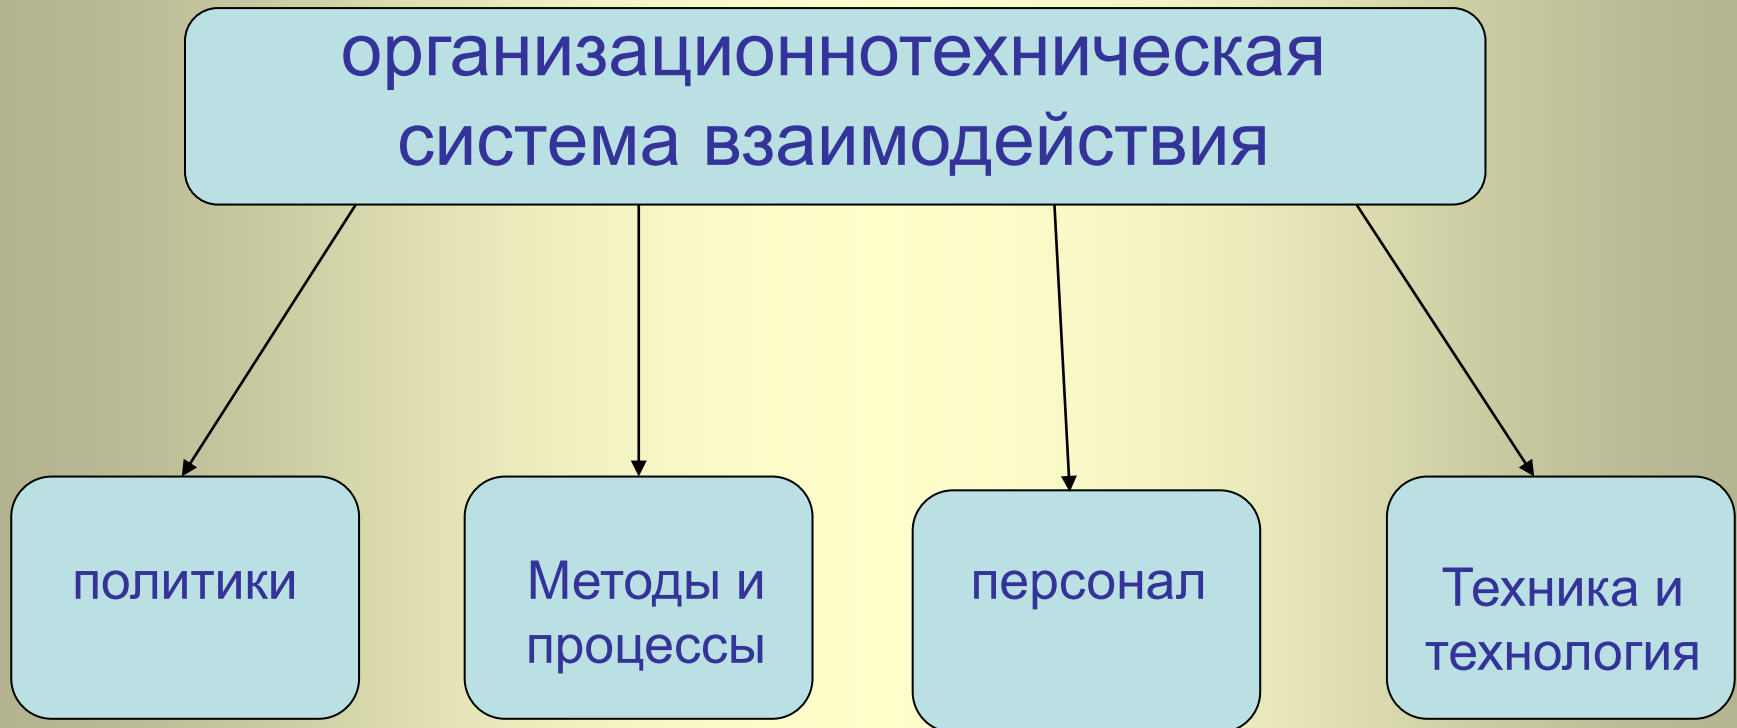 организационнотехническая
система взаимодействия
политики
Методы и
процессы
персонал
Техника и
технология